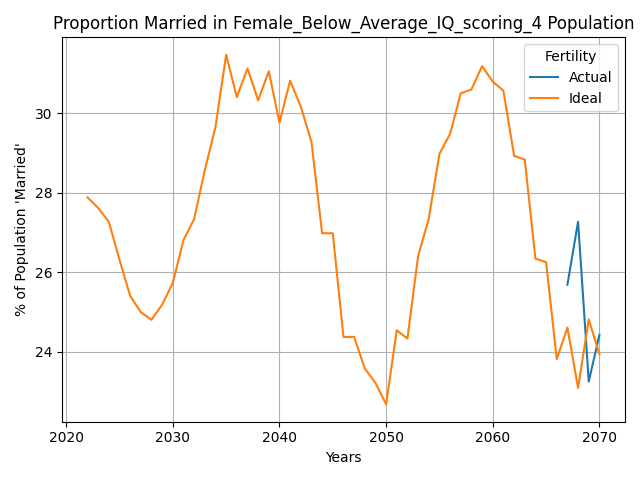 Proportion Married in Female_Below_Average_IQ_scoring_4 Population
Fertility
Actual
Ideal
% of Population 'Married'
30
28
26
24
2020 2030 2040 2050 2060 2070
Years